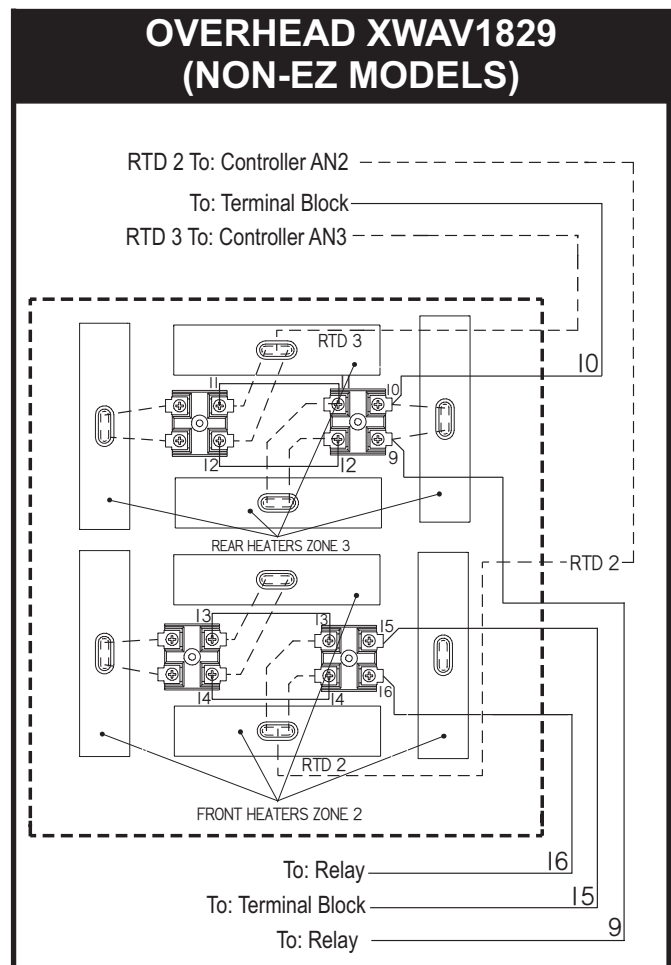 OVERHEAD XWAV1829
(NON-EZ MODELS)
RTD 2 To: Controller AN2
To: Terminal Block
RTD 3 To: Controller AN3
RTD 3
10
11
11
10
12
12
9
REAR HEATERS ZONE 3
RTD 2
13
13
15
14
14
16
RTD 2
FRONT HEATERS ZONE 2
To: Relay
16
To: Terminal Block
15
To: Relay
9